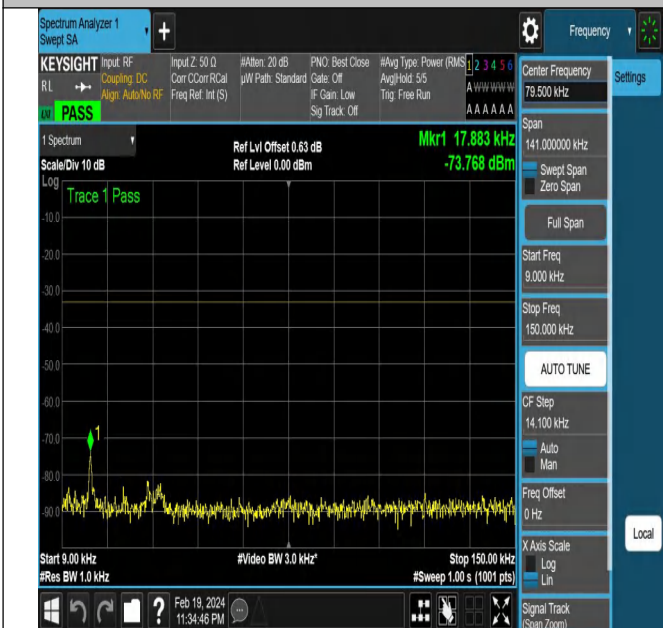 Spectrum Analyzer 1
Swept SA
Frequency
KEYSIGHT
RL
PASS
Input: RF
Coupling: DC
Align: Auto/No RF
Input Z: 50 Ω
Corr CCorr RCal
Freq Ref: Int (S)
#Atten: 20 dB
µW Path: Standard
PNO: Best Close
Gate: Off
IF Gain: Low
Sig Track: Off
#Avg Type: Power (RMS
Avg|Hold: 5/5
Trig: Free Run
1 2 3 4 5 6
A W W W W W
A A A A A A
1 Spectrum
Scale/Div 10 dB
Log
Ref Lvl Offset 0.63 dB
Ref Level 0.00 dBm
Mkr1 17.883 kHz
-73.768 dBm
Trace 1 Pass
-10.0
-20.0
-30.0
-40.0
-50.0
-60.0
-70.0
-80.0
-90.0
1
Start 9.00 kHz
#Res BW 1.0 kHz
#Video BW 3.0 kHz*
Stop 150.00 kHz
#Sweep 1.00 s (1001 pts)
Feb 19, 2024
11:34:46 PM
Center Frequency
79.500 kHz
Span
141.000000 kHz
Swept Span
Zero Span
Full Span
Start Freq
9.000 kHz
Stop Freq
150.000 kHz
AUTO TUNE
CF Step
14.100 kHz
Auto
Man
Freq Offset
0 Hz
X Axis Scale
Log
Lin
Signal Track
(Span Zoom)
Settings
Local